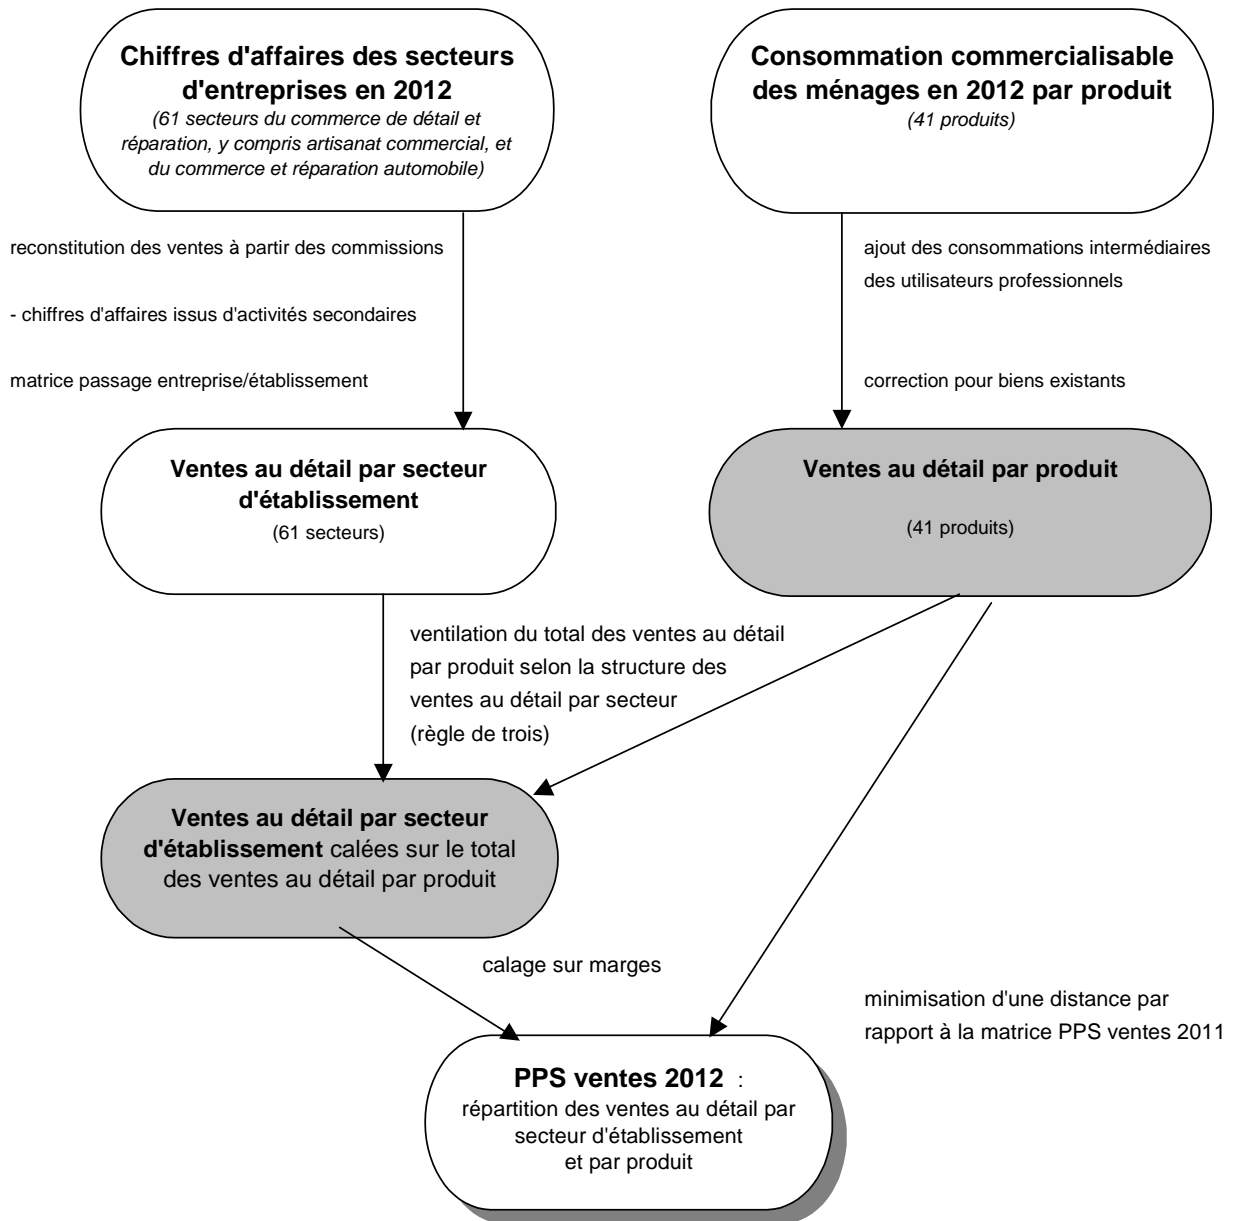 Chiffres d'affaires des secteurs
d'entreprises en 2012
(61 secteurs du commerce de détail et
réparation, y compris artisanat commercial, et
du commerce et réparation automobile)
Consommation commercialisable
des ménages en 2012 par produit
(41 produits)
reconstitution des ventes à partir des commissions
- chiffres d'affaires issus d'activités secondaires
matrice passage entreprise/établissement
ajout des consommations intermédiaires
des utilisateurs professionnels
correction pour biens existants
Ventes au détail par secteur
d'établissement
(61 secteurs)
Ventes au détail par produit
(41 produits)
ventilation du total des ventes au détail
par produit selon la structure des
ventes au détail par secteur
(règle de trois)
Ventes au détail par secteur
d'établissement calées sur le total
des ventes au détail par produit
calage sur marges
minimisation d'une distance par
rapport à la matrice PPS ventes 2011
PPS ventes 2012 :
répartition des ventes au détail par
secteur d'établissement
et par produit